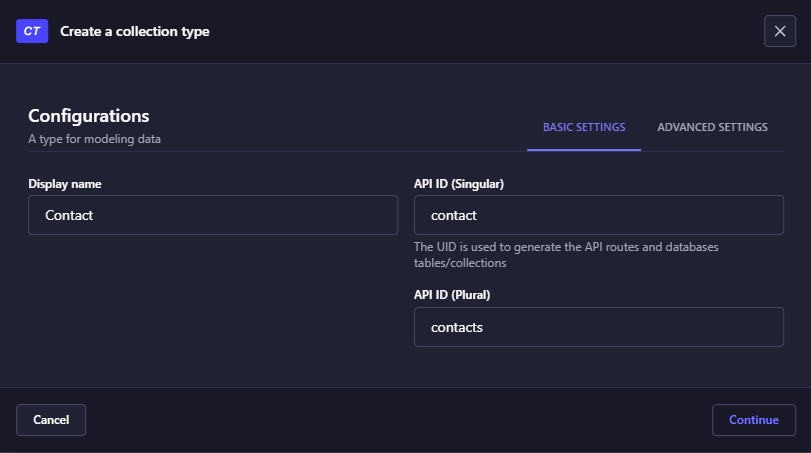 CT Create a collection type
Configurations
A type for modeling data
BASIC SETTINGS ADVANCED SETTINGS
Display name
Contact
API ID (Singular)
contact
The UID is used to generate the API routes and databases
tables/collections
API ID (Plural)
contacts
Cancel
Continue